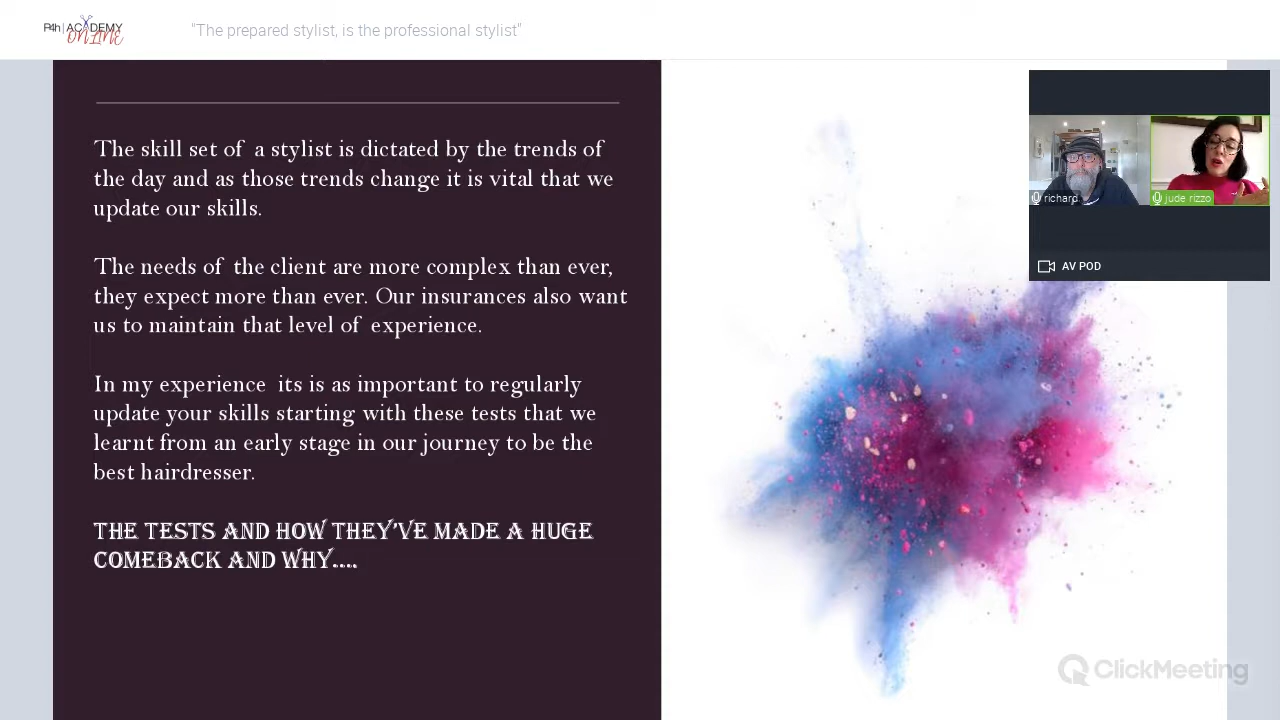 P4h | ACADEMY
ONLINE
"The prepared stylist, is the professional stylist"
The skill set of a stylist is dictated by the trends of
the day and as those trends change it is vital that we
update our skills.
The needs of the client are more complex than ever,
they expect more than ever. Our insurances also want
us to maintain that level of experience.
In my experience its is as important to regularly
update your skills starting with these tests that we
learnt from an early stage in our journey to be the
best hairdresser.
THE TESTS AND HOW THEY'VE MADE A HUGE
COMEBACK AND WHY....
richard
jude rizzo
AV POD
ClickMeeting